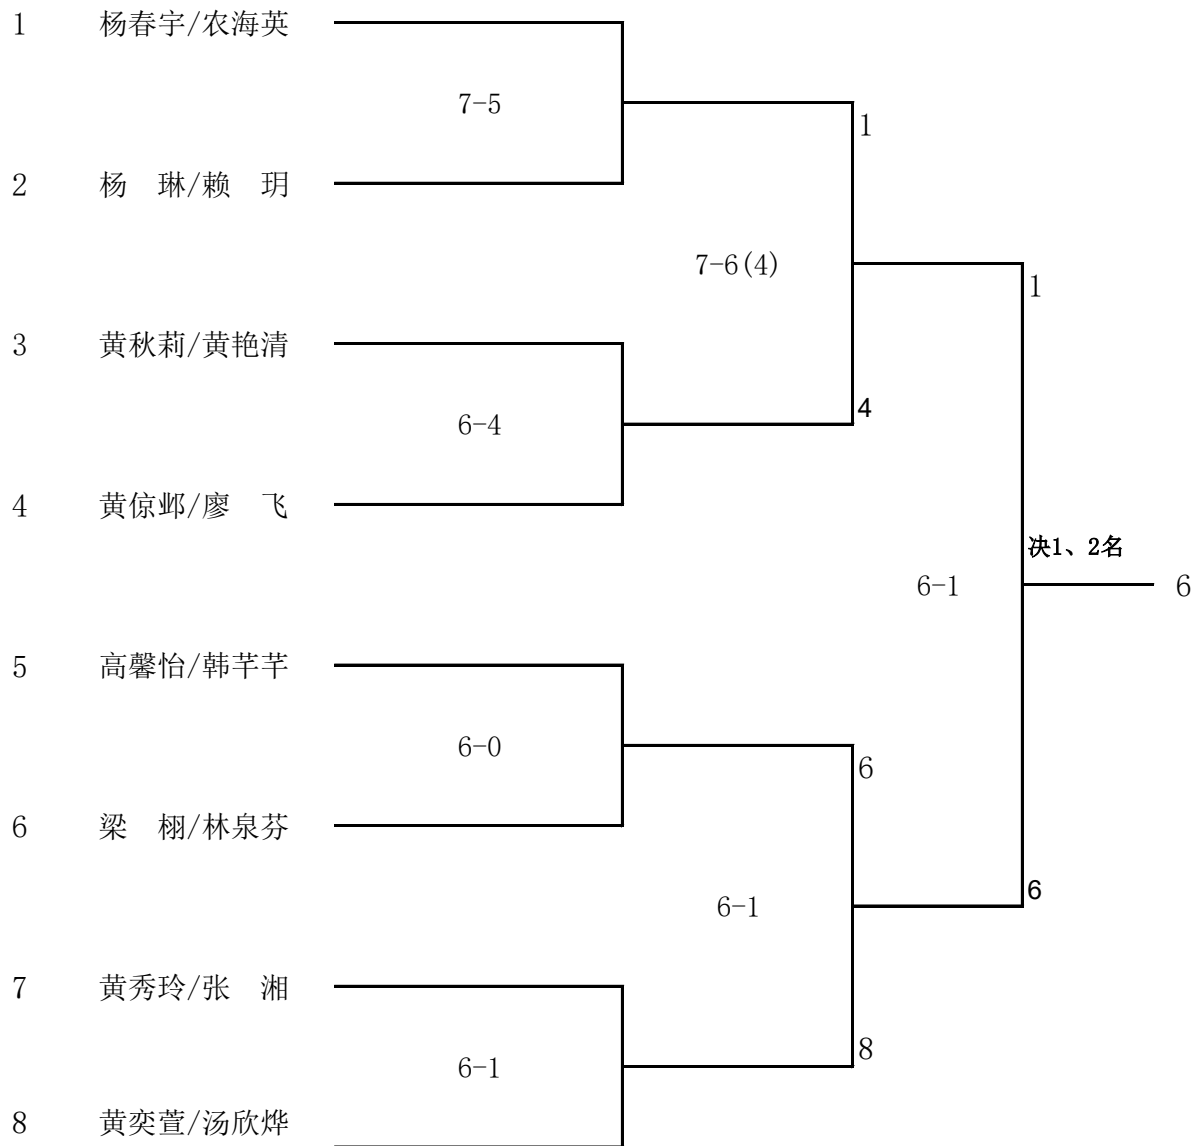 1 杨春宇/农海英
7-5
1
2 杨　琳/赖　玥
7-6(4)
1
3 黄秋莉/黄艳清
4
6-4
4 黄倞邺/廖　飞
决1、2名
6-1
6
5 高馨怡/韩芊芊
6-0
6
6 梁　栩/林泉芬
6
6-1
7 黄秀玲/张　湘
8
6-1
8 黄奕萱/汤欣烨